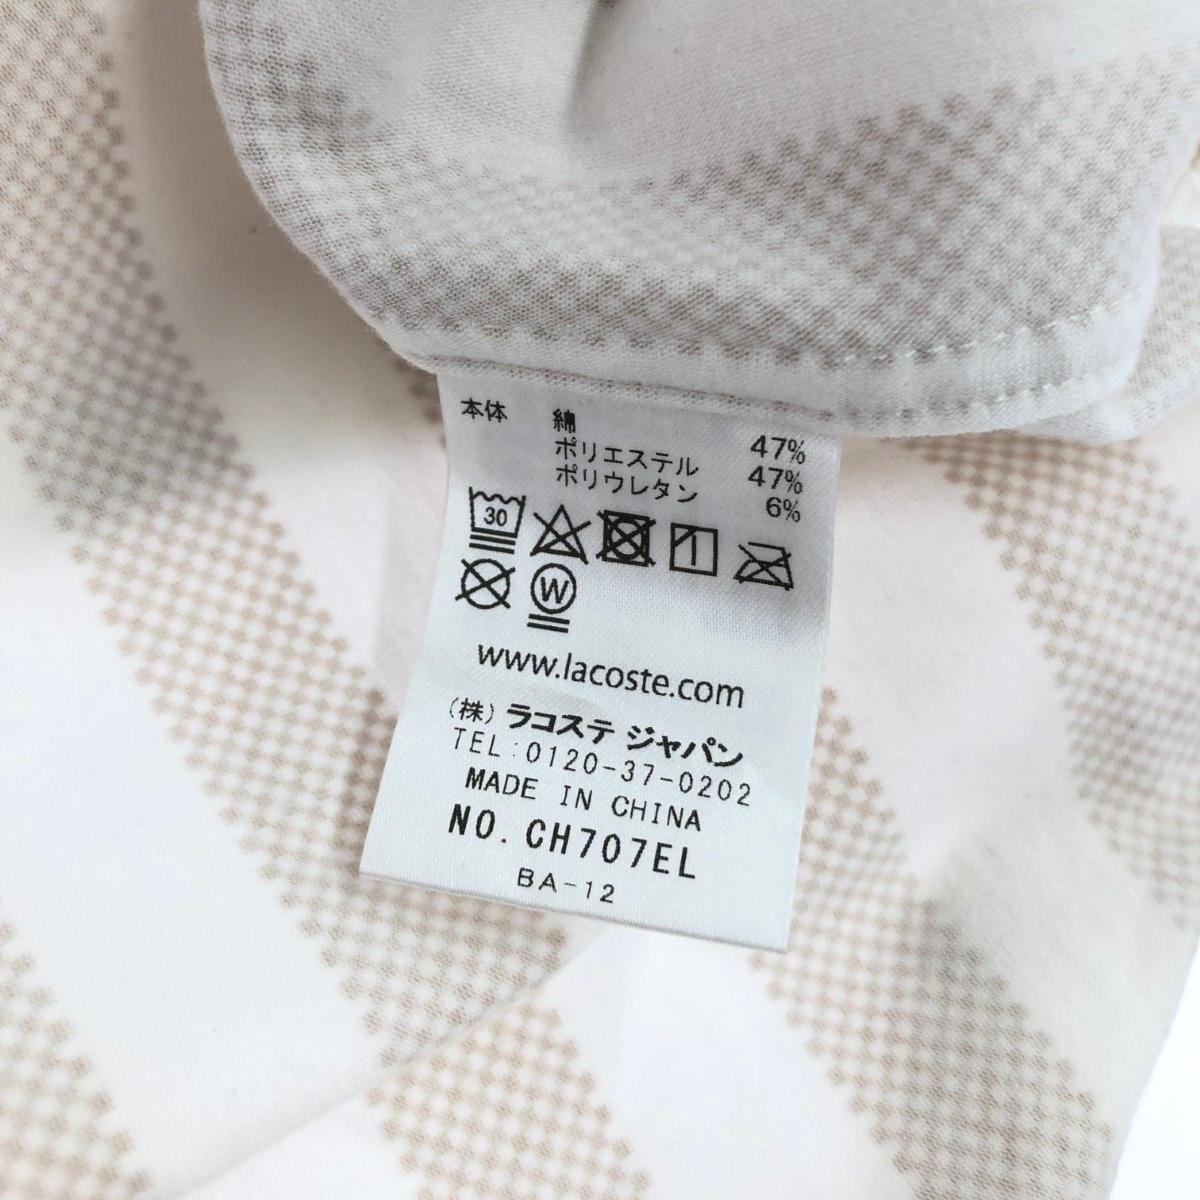 本体 綿 47%
ポリエステル 47%
ポリウレタン 6%
30
W
www.lacoste.com
(株) ラコステ ジャパン
TEL:0120-37-0202
MADE IN CHINA
NO. CH707EL
BA-12